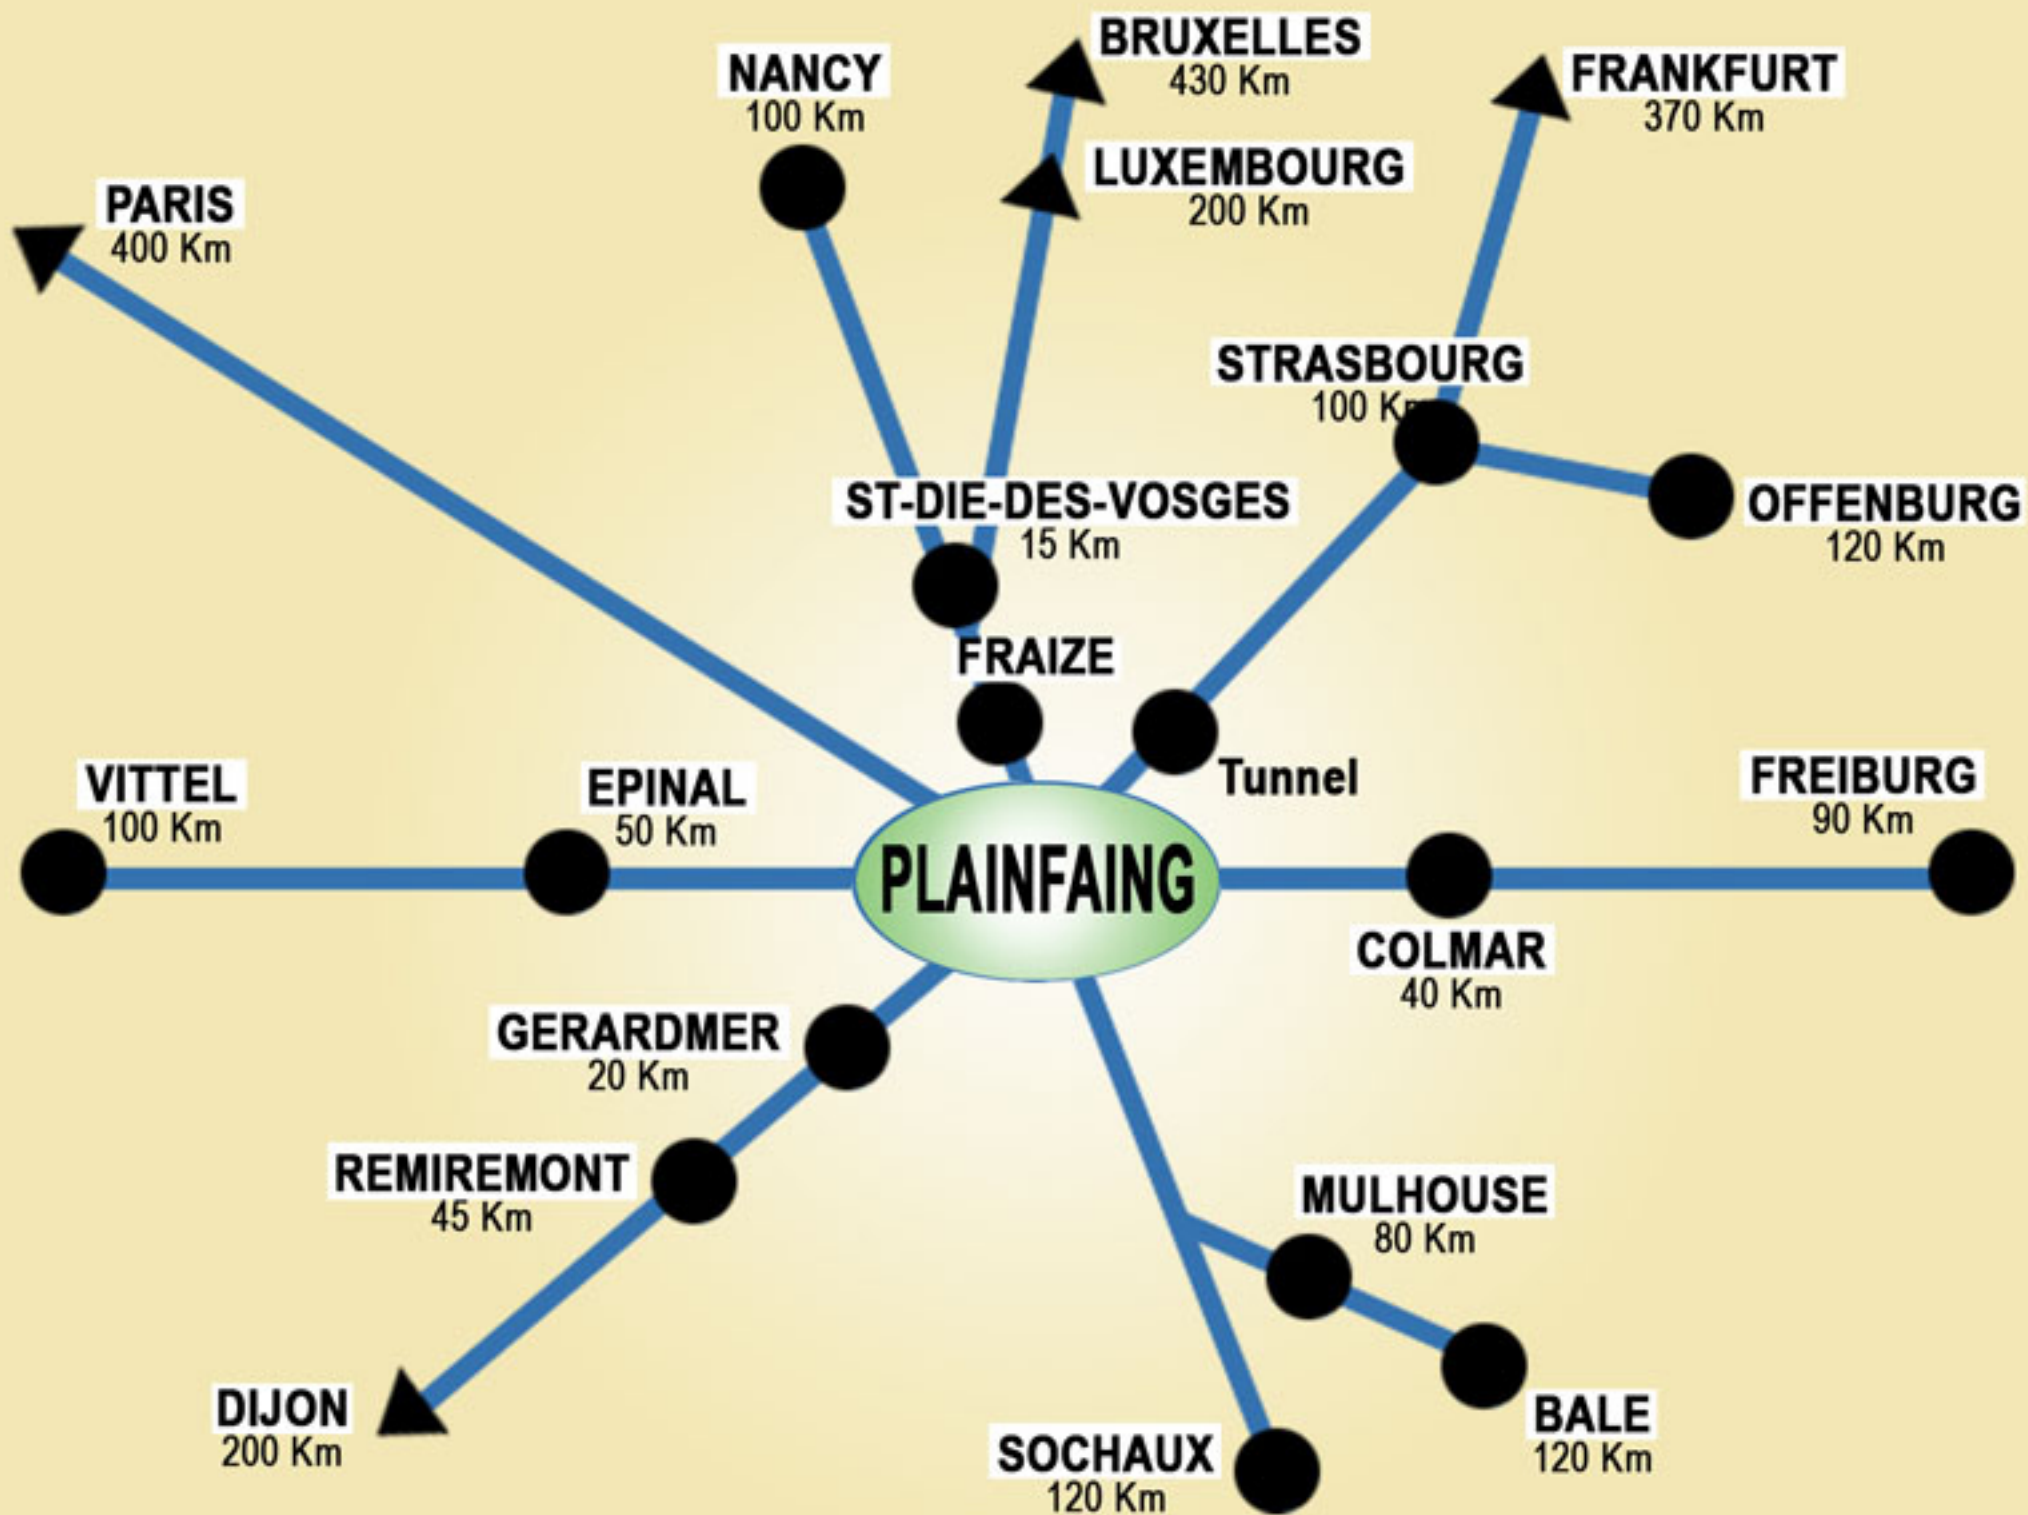 BRUXELLES
430 Km
NANCY
100 Km
FRANKFURT
370 Km
LUXEMBOURG
200 Km
PARIS
400 Km
STRASBOURG
100 Km
ST-DIE-DES-VOSGES
15 Km
OFFENBURG
120 Km
FRAIZE
Tunnel
VITTEL
100 Km
EPINAL
50 Km
FREIBURG
90 Km
PLAINFAING
COLMAR
40 Km
GERARDMER
20 Km
REMIREMONT
45 Km
MULHOUSE
80 Km
DIJON
200 Km
BALE
120 Km
SOCHAUX
120 Km